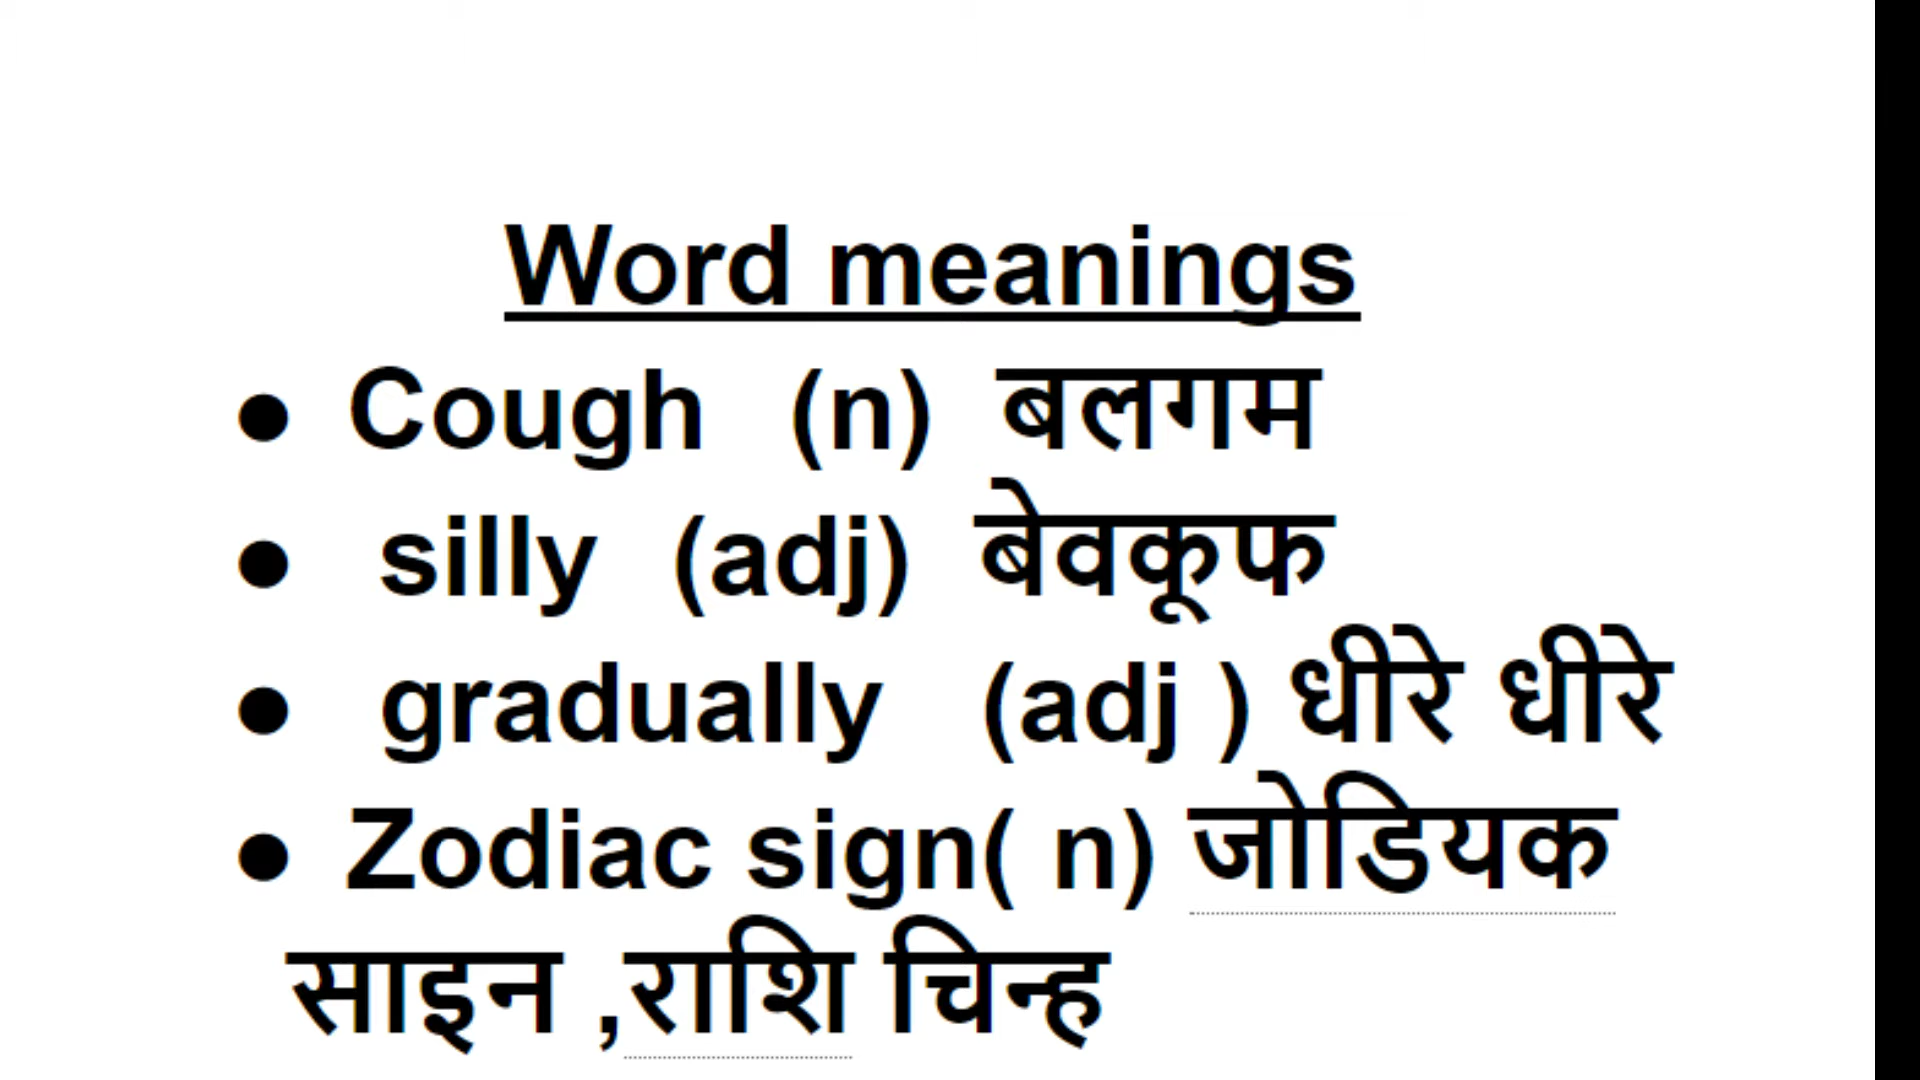 Word meanings
● Cough (n) बलगम
● silly (adj) बेवकूफ
● gradually (adj ) धीरे धीरे
● Zodiac sign( n) जोडियक
साइन ,राशि चिन्ह